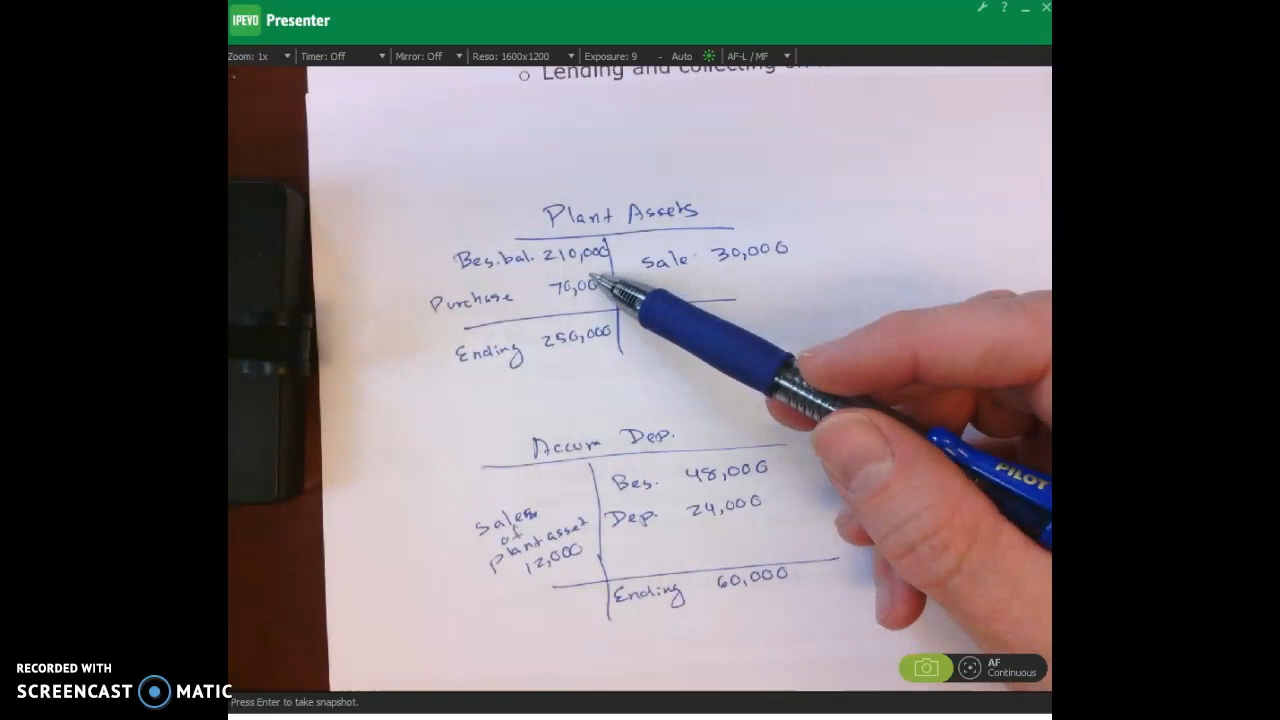 IPEVO Presenter
Zoom: 1x Timer: Off Mirror: Off Reso: 1600x1200 Exposure: 9 - Auto AF-L / MF
Lending and collecting on
Plant Assets
Beg. bal. 210,000 Sale 30,000
Purchase 70,00
Ending 250,000
Accum Dep.
Beg. 48,000
Dep. 24,000
Sales
of
plant asset
12,000
Ending 60,000
PILOT
AF
Continuous
RECORDED WITH
SCREENCAST MATIC
Press Enter to take snapshot.